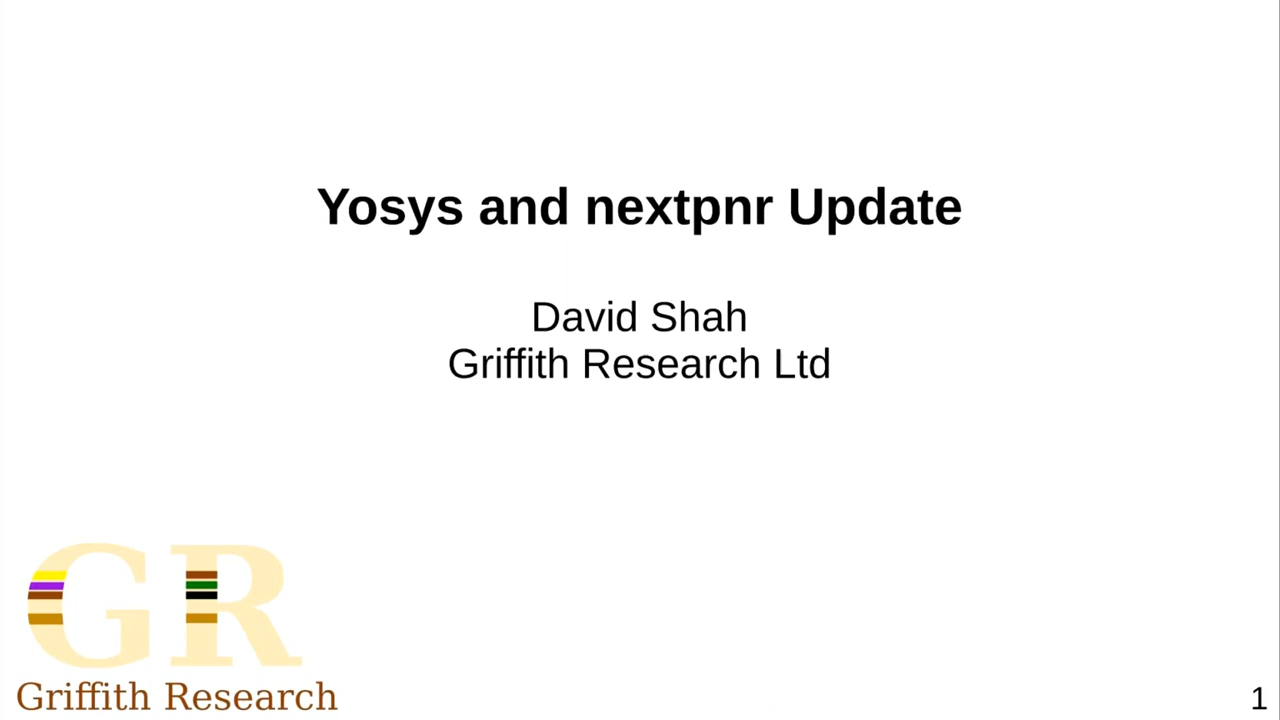 Yosys and nextpnr Update
David Shah
Griffith Research Ltd
GR
Griffith Research
1